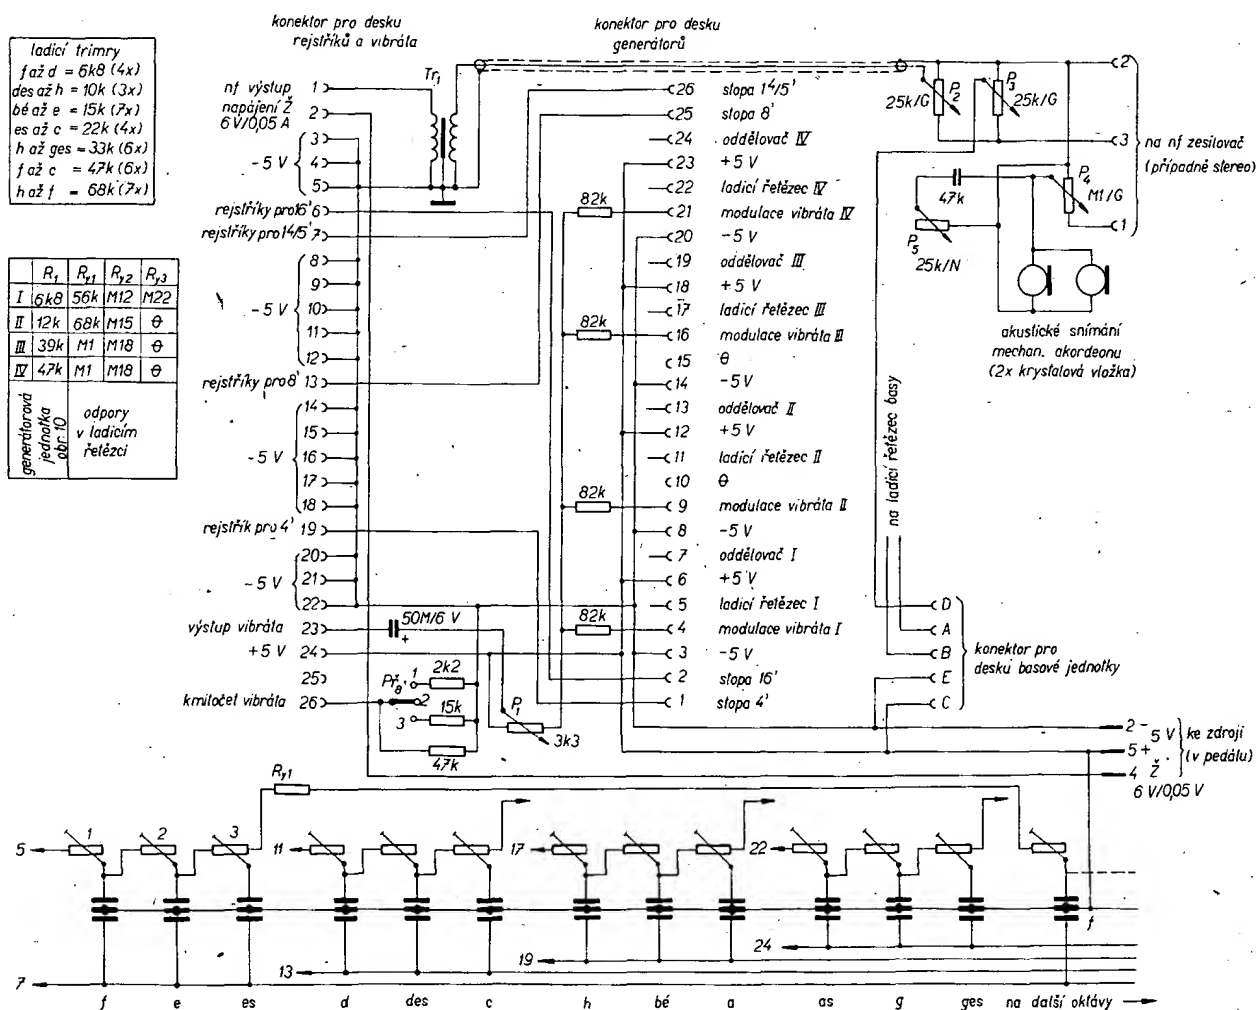 konektor pro desku
rejstříků a vibráta
konektor pro desku
generátorů
ladicí trimry
f až d = 6k8 (4x)
des až h = 10k (3x)
bé až e = 15k (7x)
es až c = 22k (4x)
h až ges = 33k (6x)
f až c = 47k (6x)
h až f = 68k (7x)
R1 Ry1 Ry2 Ry3
I 6k8 56k M12 M22
II 12k 68k M15 0
III 39k M1 M18 0
IV 47k M1 M18 0
generátorová
jednotka
obr. 10
odpory
v ladicím
řetězci
nf výstup 1
napájení Ž 2
6 V/0,05 A
3
-5 V 4
5
rejstříky pro 16' 6
rejstříky pro 1 4/5' 7
8
9
-5 V 10
11
12
rejstříky pro 8' 13
14
15
-5 V 16
17
18
rejstřík pro 4' 19
20
-5 V 21
22
výstup vibráta 23
+5 V 24
25
kmitočet vibráta 26
Tr1
50M/6 V
+
Př8'
1
2
3
2k2
15k
47k
P1
3k3
82k
82k
82k
82k
26 stopa 1 4/5'
25 stopa 8'
24 oddělovač IV
23 +5 V
22 ladicí řetězec IV
21 modulace vibráta IV
20 -5 V
19 oddělovač III
18 +5 V
17 ladicí řetězec III
16 modulace vibráta III
15 0
14 -5 V
13 oddělovač II
12 +5 V
11 ladicí řetězec II
10 0
9 modulace vibráta II
8 -5 V
7 oddělovač I
6 +5 V
5 ladicí řetězec I
4 modulace vibráta I
3 -5 V
2 stopa 16'
1 stopa 4'
25k/G
P2
P3
25k/G
2
3
1
na nf zesilovač
(případně stereo)
47k
P4
M1/G
P5
25k/N
akustické snímání
mechan. akordeonu
(2x krystalová vložka)
na ladicí řetězec basy
D
A
B
E
C
konektor pro
desku basové jednotky
2 -
5 V
5 +
4 Ž
ke zdroji
(v pedálu)
6 V/0,05 V
Ry1
5
1
2
3
11
17
22
7
13
19
24
f
f
e
es
d
des
c
h
bé
a
as
g
ges
na další oktávy